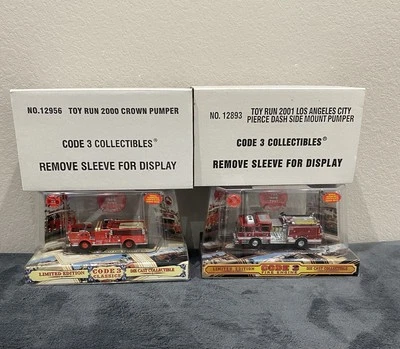 NO. 12956 TOY RUN 2000 CROWN PUMPER
CODE 3 COLLECTIBLES®
REMOVE SLEEVE FOR DISPLAY
NO. 12893 TOY RUN 2001 LOS ANGELES CITY
PIERCE DASH SIDE MOUNT PUMPER
CODE 3 COLLECTIBLES®
REMOVE SLEEVE FOR DISPLAY
LIMITED EDITION
CODE 3
CLASSICS
DIE CAST COLLECTIBLE
LIMITED EDITION
CODE 3
DIE CAST COLLECTIBLE